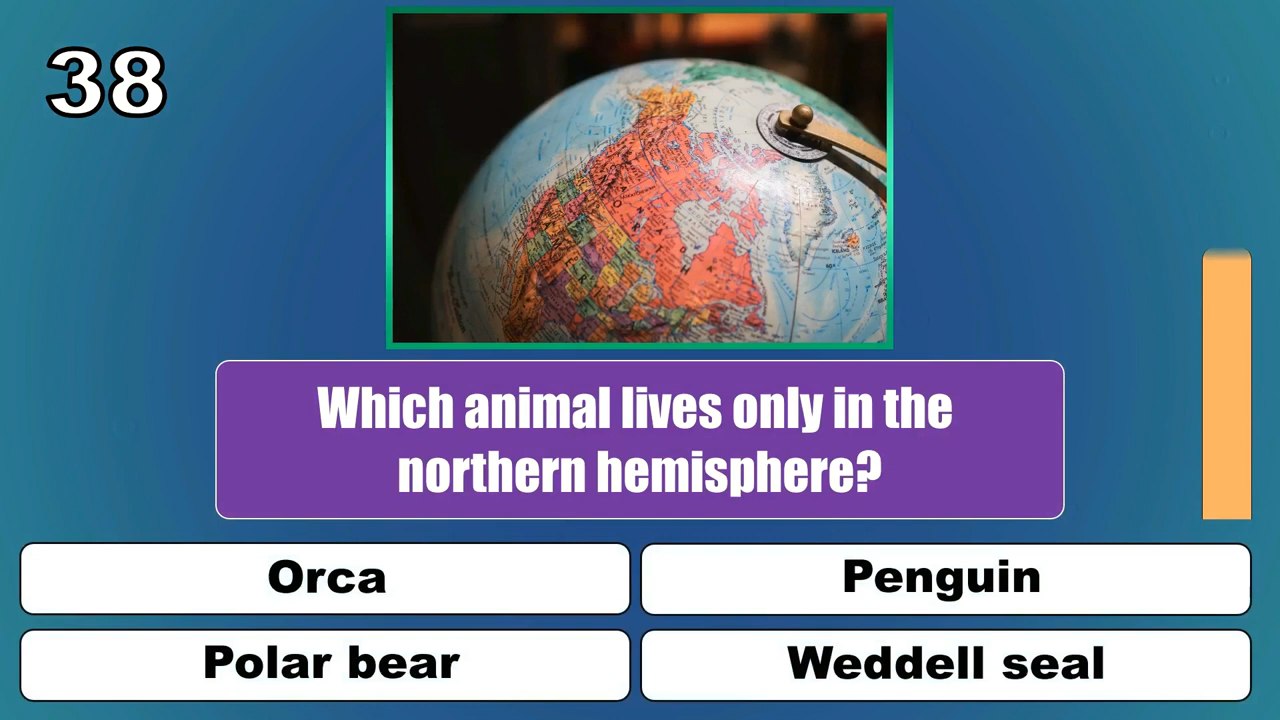 38
Which animal lives only in the
northern hemisphere?
Orca
Penguin
Polar bear
Weddell seal